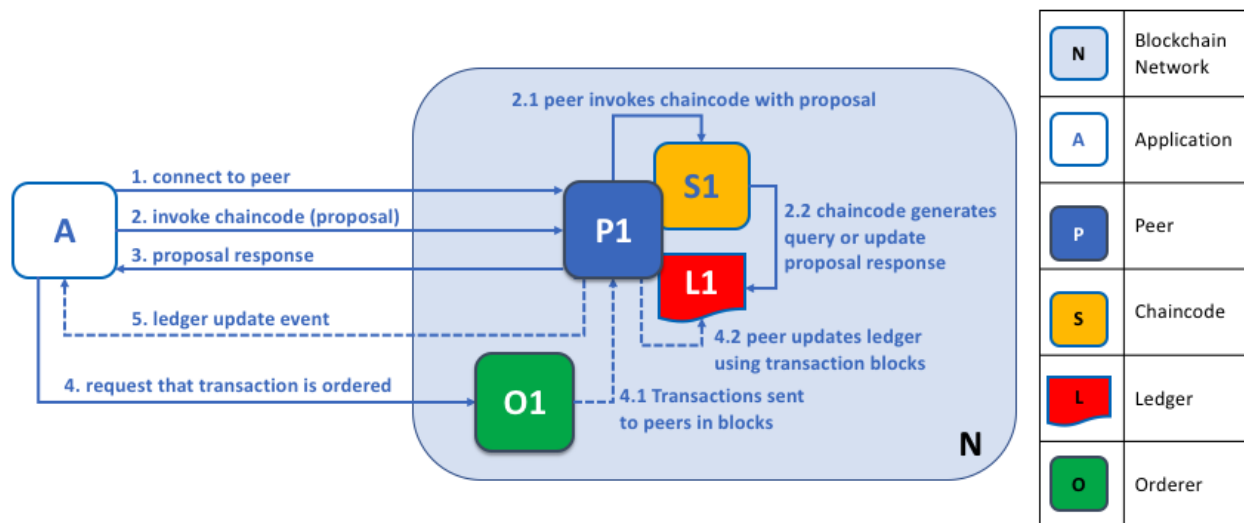 2.1 peer invokes chaincode with proposal
1. connect to peer
2. invoke chaincode (proposal)
3. proposal response
A
P1
S1
L1
2.2 chaincode generates
query or update
proposal response
5. ledger update event
4. request that transaction is ordered
O1
4.1 Transactions sent
to peers in blocks
4.2 peer updates ledger
using transaction blocks
N
N
Blockchain
Network
A
Application
P
Peer
S
Chaincode
L
Ledger
O
Orderer